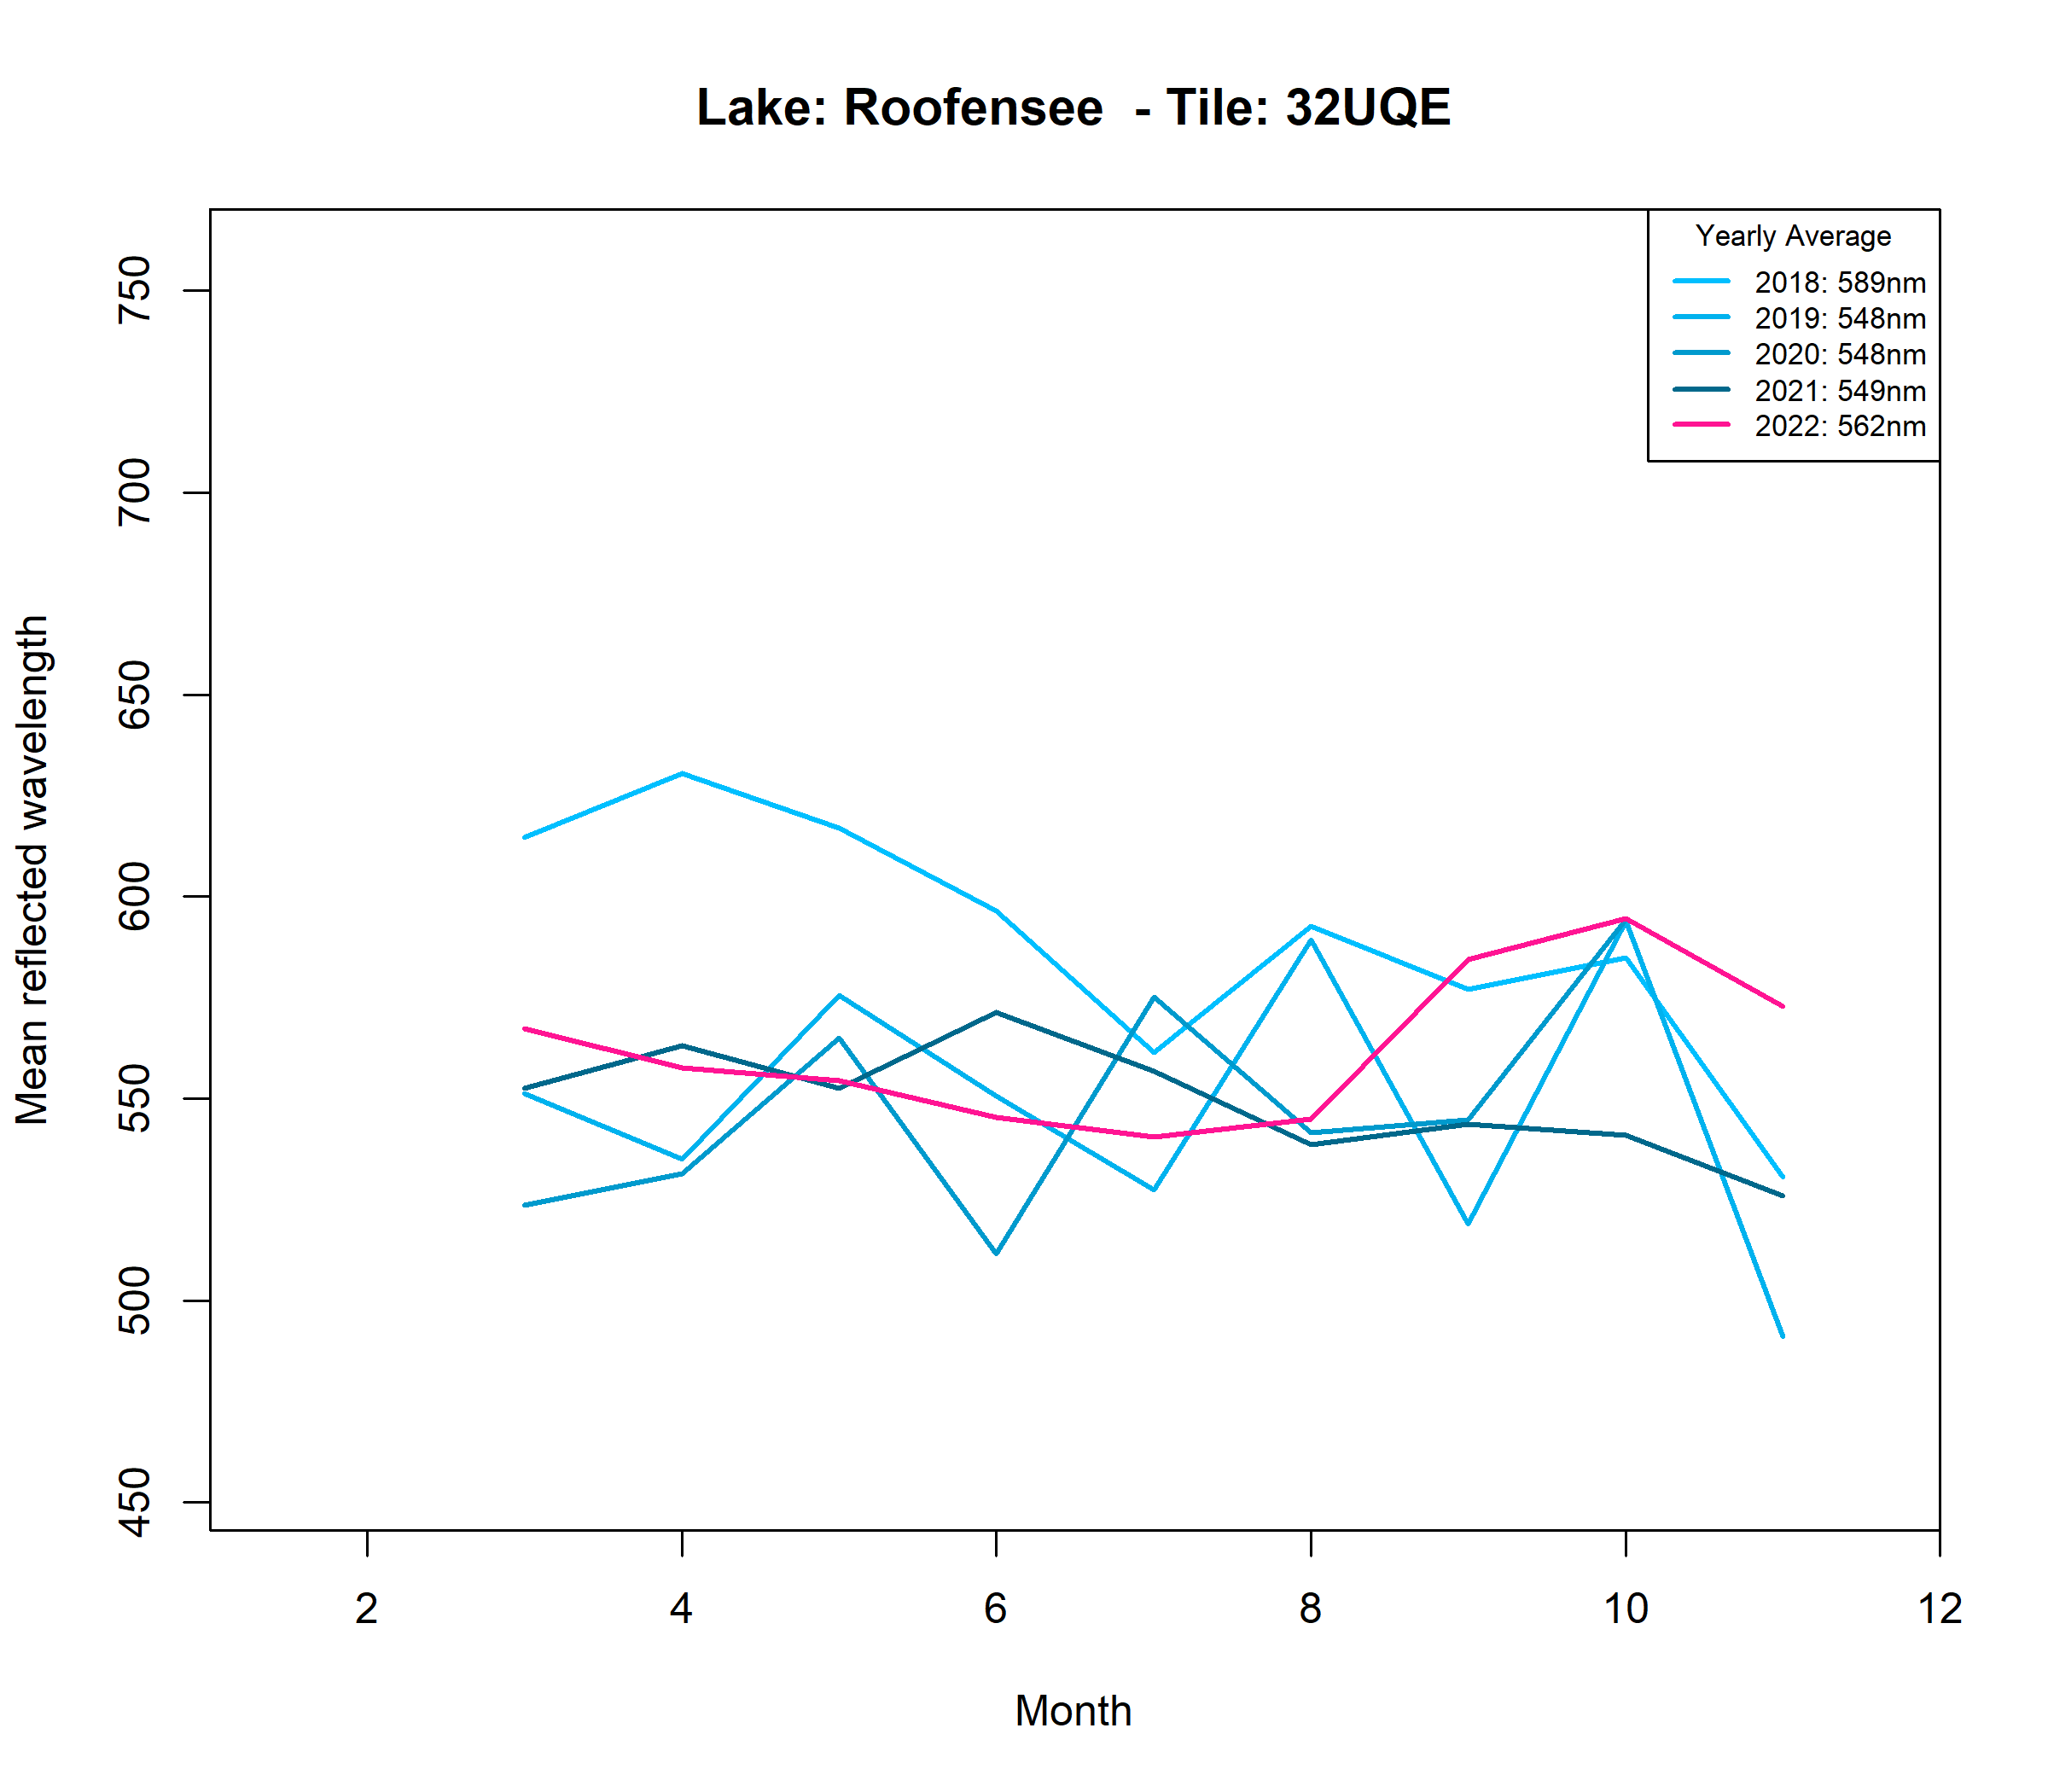 Lake: Roofensee  - Tile: 32UQE
Yearly Average
2018: 589nm
2019: 548nm
2020: 548nm
2021: 549nm
2022: 562nm
Mean reflected wavelength
750
700
650
600
550
500
450
2 4 6 8 10 12
Month